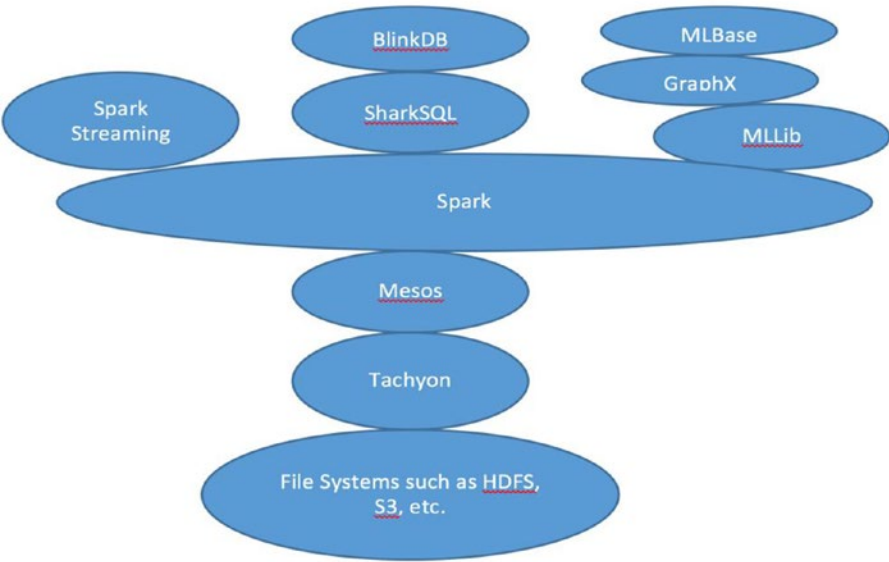 BlinkDB
MLBase
GraphX
Spark
Streaming
SharkSQL
MLLib
Spark
Mesos
Tachyon
File Systems such as HDFS,
S3, etc.